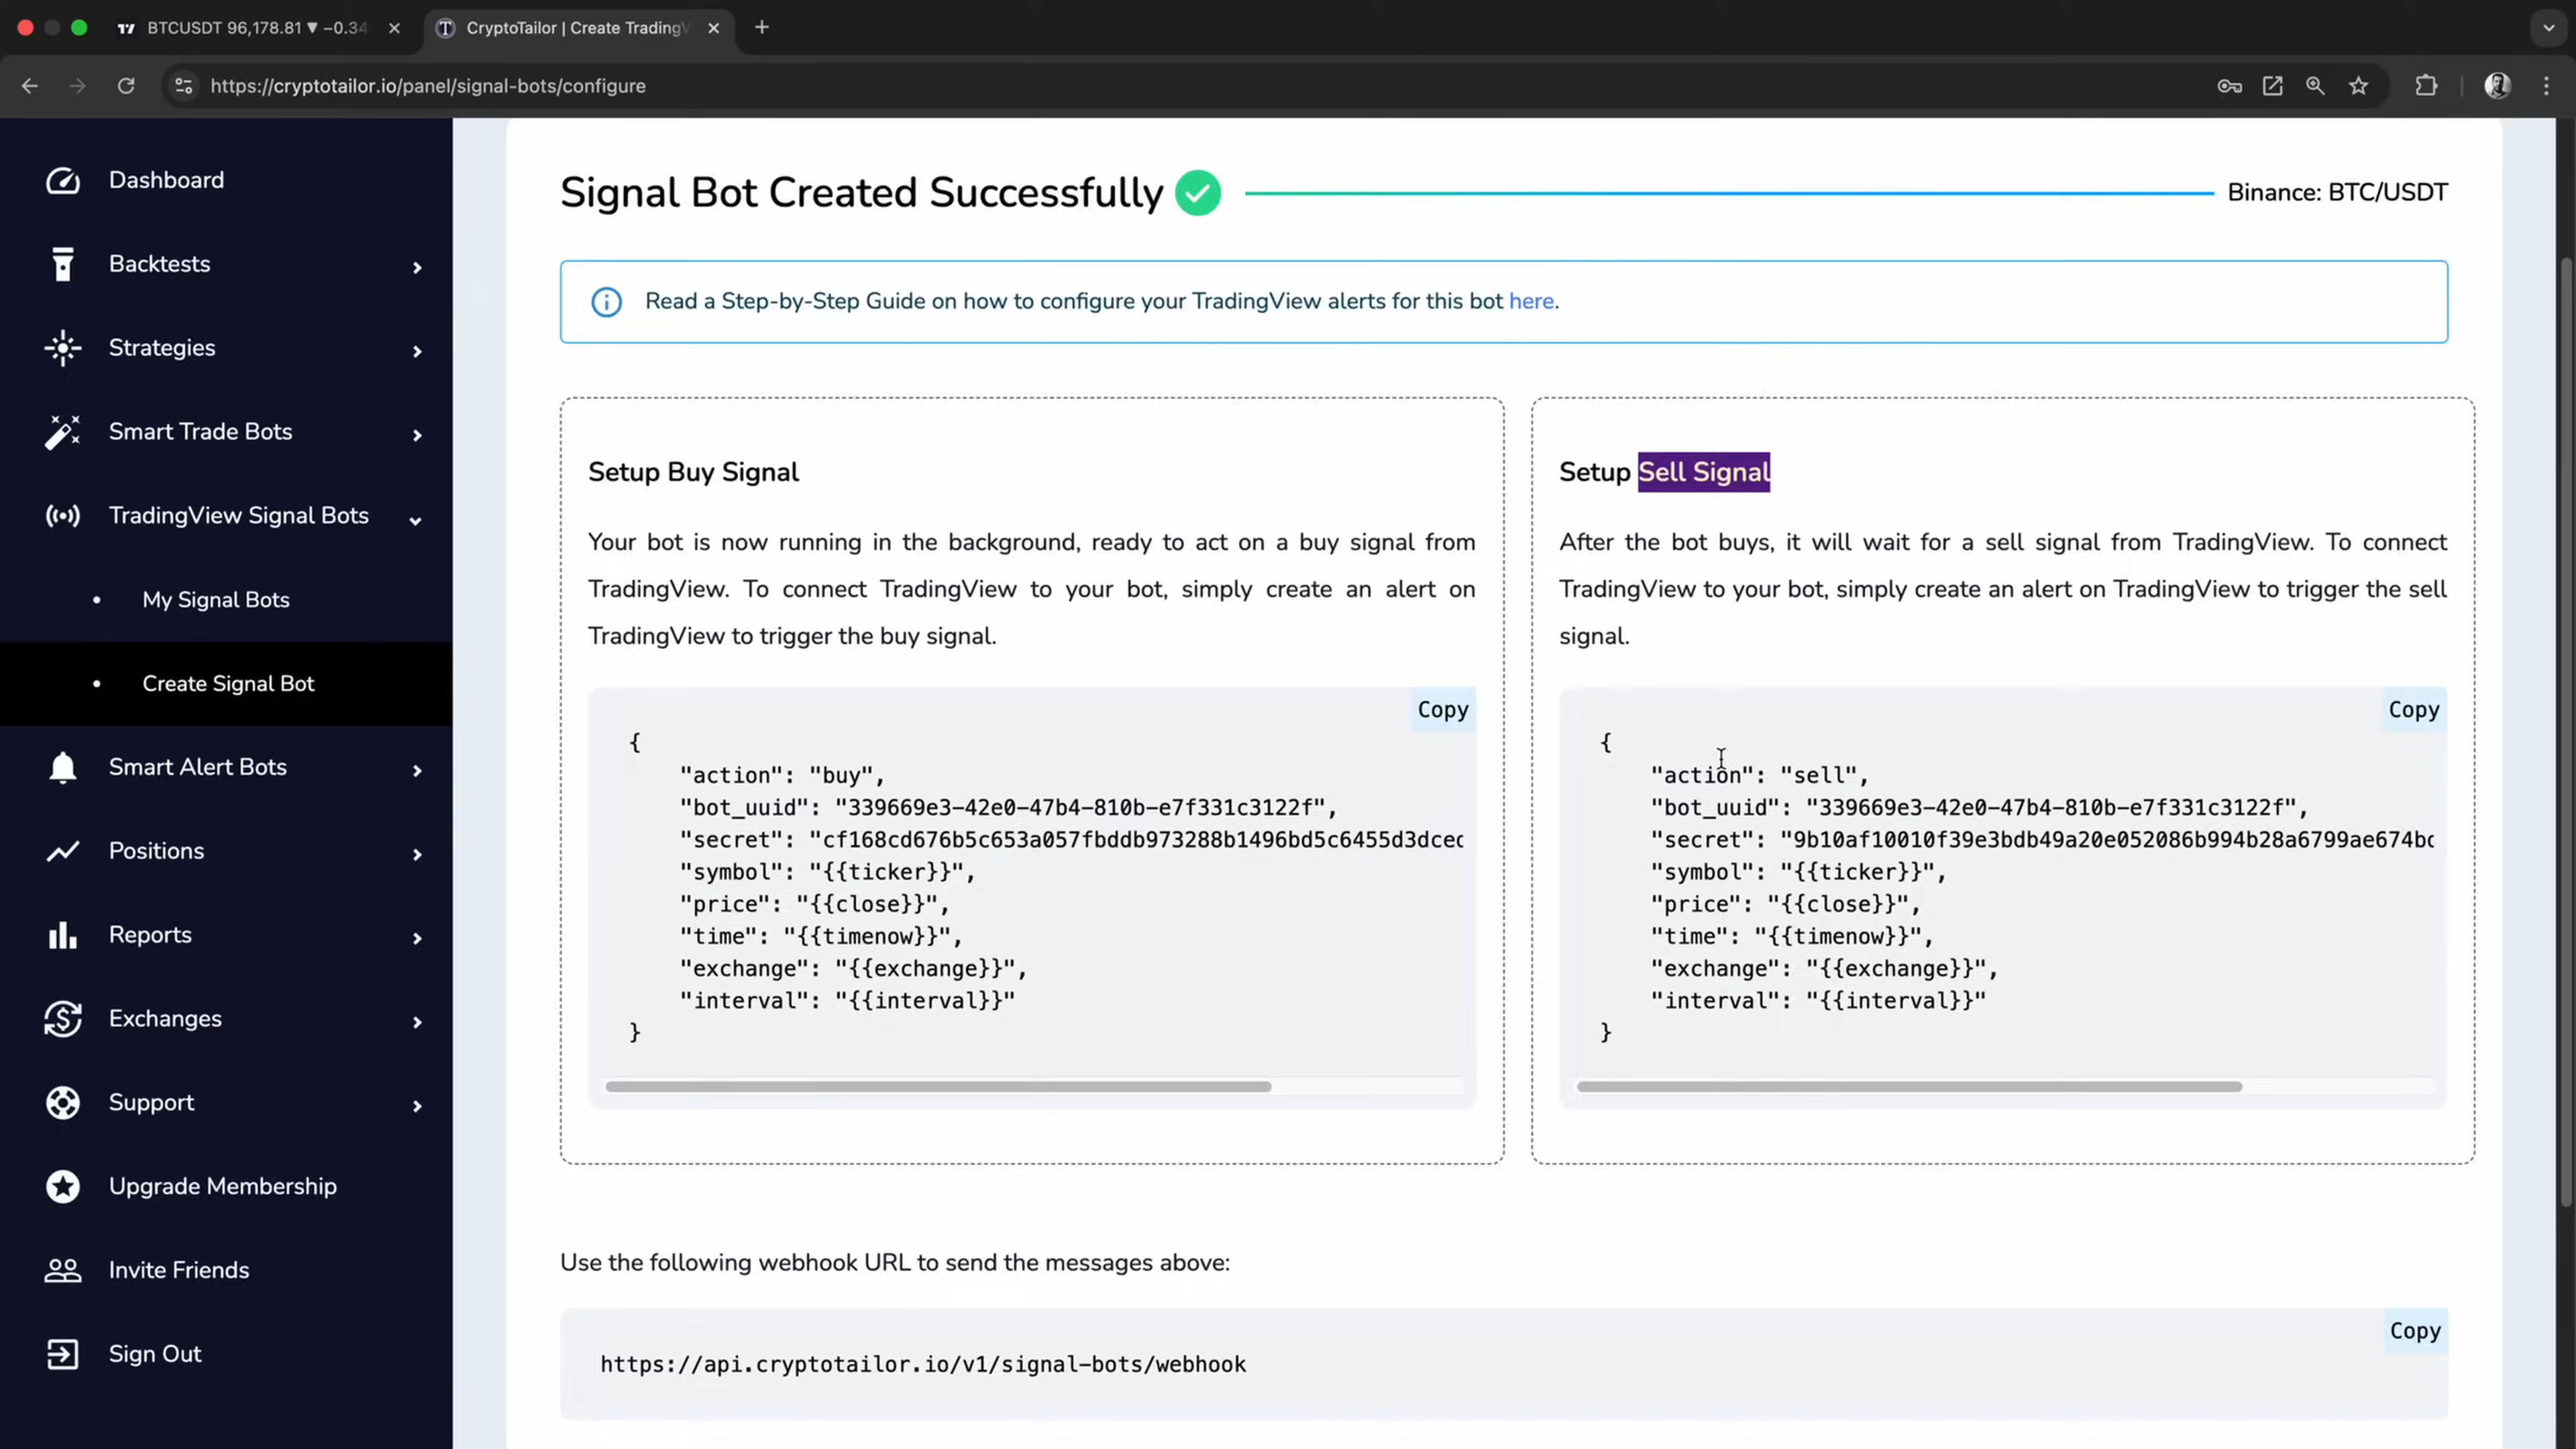 BTCUSDT 96,178.81 ▼ −0.34
CryptoTailor | Create TradingV
https://cryptotailor.io/panel/signal-bots/configure
Dashboard
Backtests
Strategies
Smart Trade Bots
TradingView Signal Bots
• My Signal Bots
• Create Signal Bot
Smart Alert Bots
Positions
Reports
Exchanges
Support
Upgrade Membership
Invite Friends
Sign Out
Signal Bot Created Successfully
Binance: BTC/USDT
Read a Step-by-Step Guide on how to configure your TradingView alerts for this bot here.
Setup Buy Signal
Your bot is now running in the background, ready to act on a buy signal from
TradingView. To connect TradingView to your bot, simply create an alert on
TradingView to trigger the buy signal.
Copy
{
"action": "buy",
"bot_uuid": "339669e3-42e0-47b4-810b-e7f331c3122f",
"secret": "cf168cd676b5c653a057fbddb973288b1496bd5c6455d3dcec
"symbol": "{{ticker}}",
"price": "{{close}}",
"time": "{{timenow}}",
"exchange": "{{exchange}}",
"interval": "{{interval}}"
}
Setup Sell Signal
After the bot buys, it will wait for a sell signal from TradingView. To connect
TradingView to your bot, simply create an alert on TradingView to trigger the sell
signal.
Copy
{
"action": "sell",
"bot_uuid": "339669e3-42e0-47b4-810b-e7f331c3122f",
"secret": "9b10af10010f39e3bdb49a20e052086b994b28a6799ae674bc
"symbol": "{{ticker}}",
"price": "{{close}}",
"time": "{{timenow}}",
"exchange": "{{exchange}}",
"interval": "{{interval}}"
}
Use the following webhook URL to send the messages above:
Copy
https://api.cryptotailor.io/v1/signal-bots/webhook